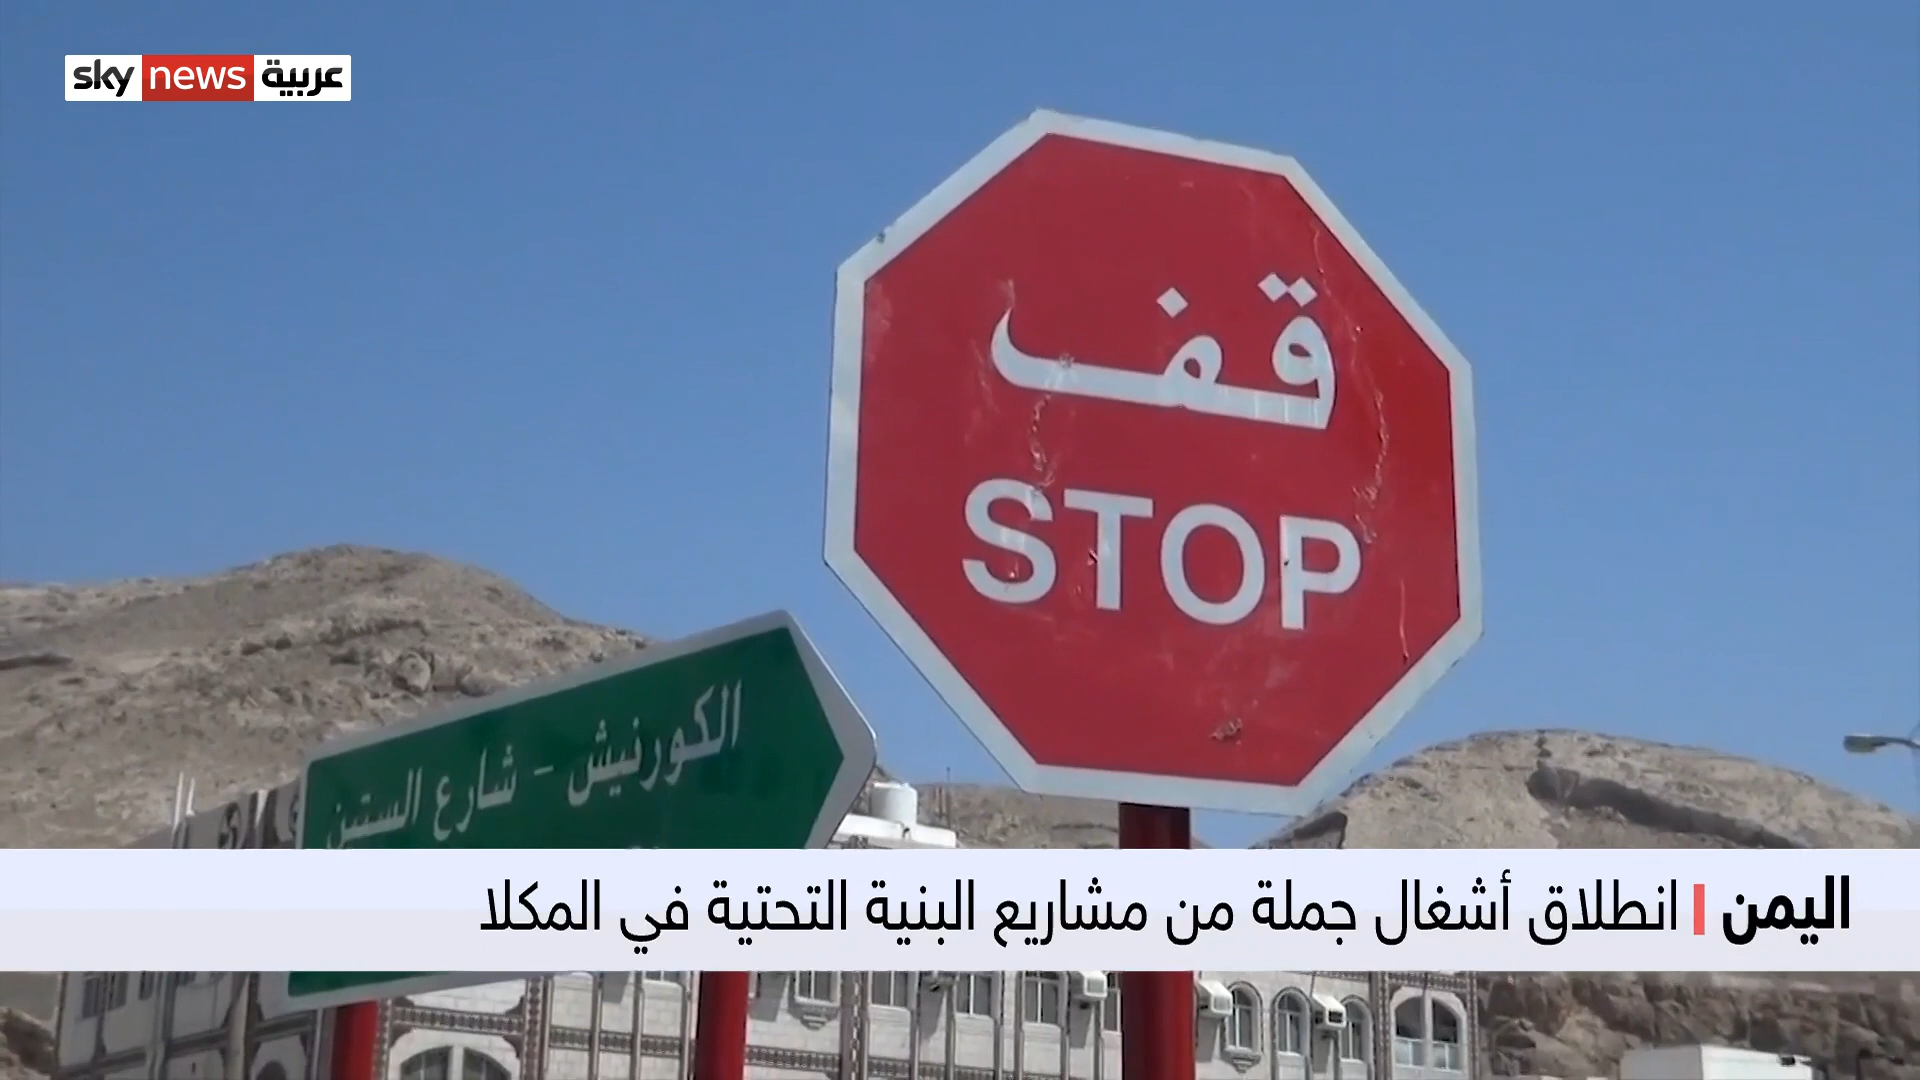 sky news عربية
قف
STOP
الكورنيش - شارع الستين
اليمن | انطلاق أشغال جملة من مشاريع البنية التحتية في المكلا